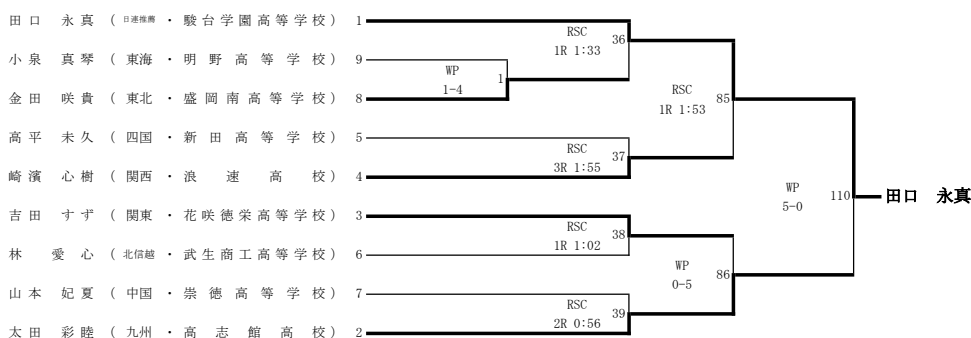 田口 永真 ( 日連推薦 ・ 駿台学園高等学校 ) 1
小泉 真琴 ( 東海 ・ 明野高等学校 ) 9
金田 咲貴 ( 東北 ・ 盛岡南高等学校 ) 8
高平 未久 ( 四国 ・ 新田高等学校 ) 5
崎濱 心樹 ( 関西 ・ 浪速高校 ) 4
吉田 すず ( 関東 ・ 花咲徳栄高等学校 ) 3
林 愛心 ( 北信越 ・ 武生商工高等学校 ) 6
山本 妃夏 ( 中国 ・ 崇徳高等学校 ) 7
太田 彩睦 ( 九州 ・ 高志館高校 ) 2
WP
1-4
1
RSC
1R 1:33
36
RSC
3R 1:55
37
RSC
1R 1:02
38
RSC
2R 0:56
39
RSC
1R 1:53
85
WP
0-5
86
WP
5-0
110
田口 永真